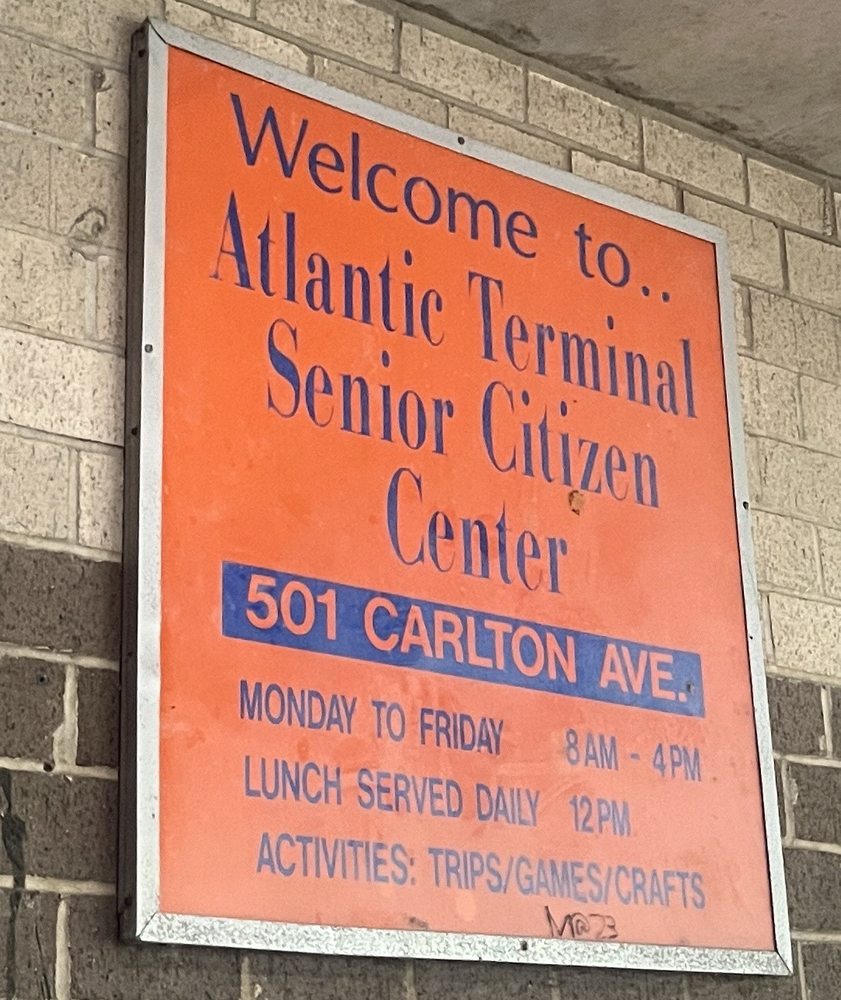 Welcome to..
Atlantic Terminal
Senior Citizen
Center
501 CARLTON AVE.
MONDAY TO FRIDAY 8AM - 4PM
LUNCH SERVED DAILY 12PM
ACTIVITIES: TRIPS/GAMES/CRAFTS